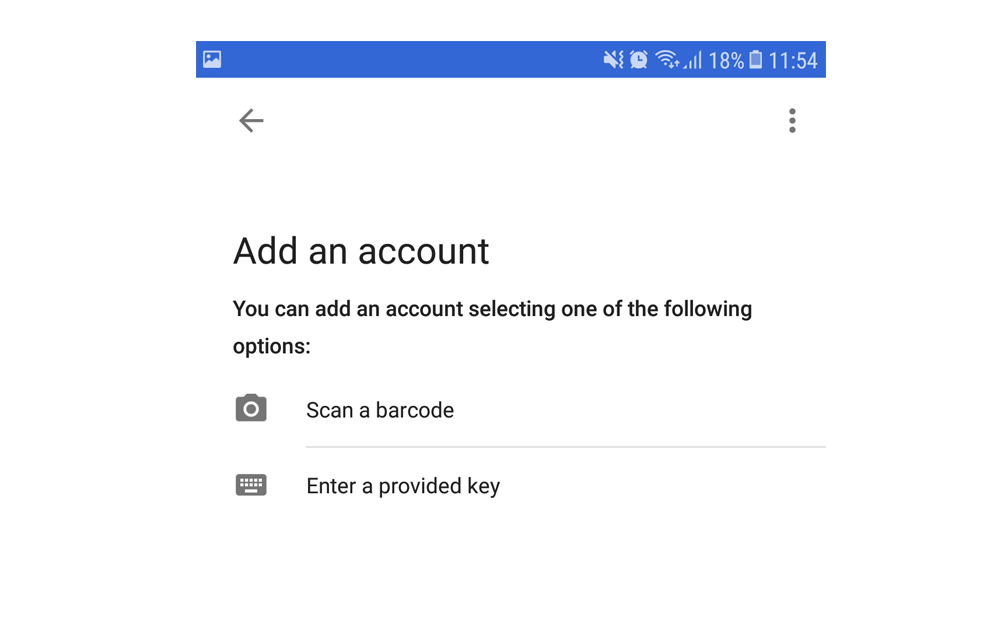 18% 11:54
Add an account
You can add an account selecting one of the following
options:
Scan a barcode
Enter a provided key